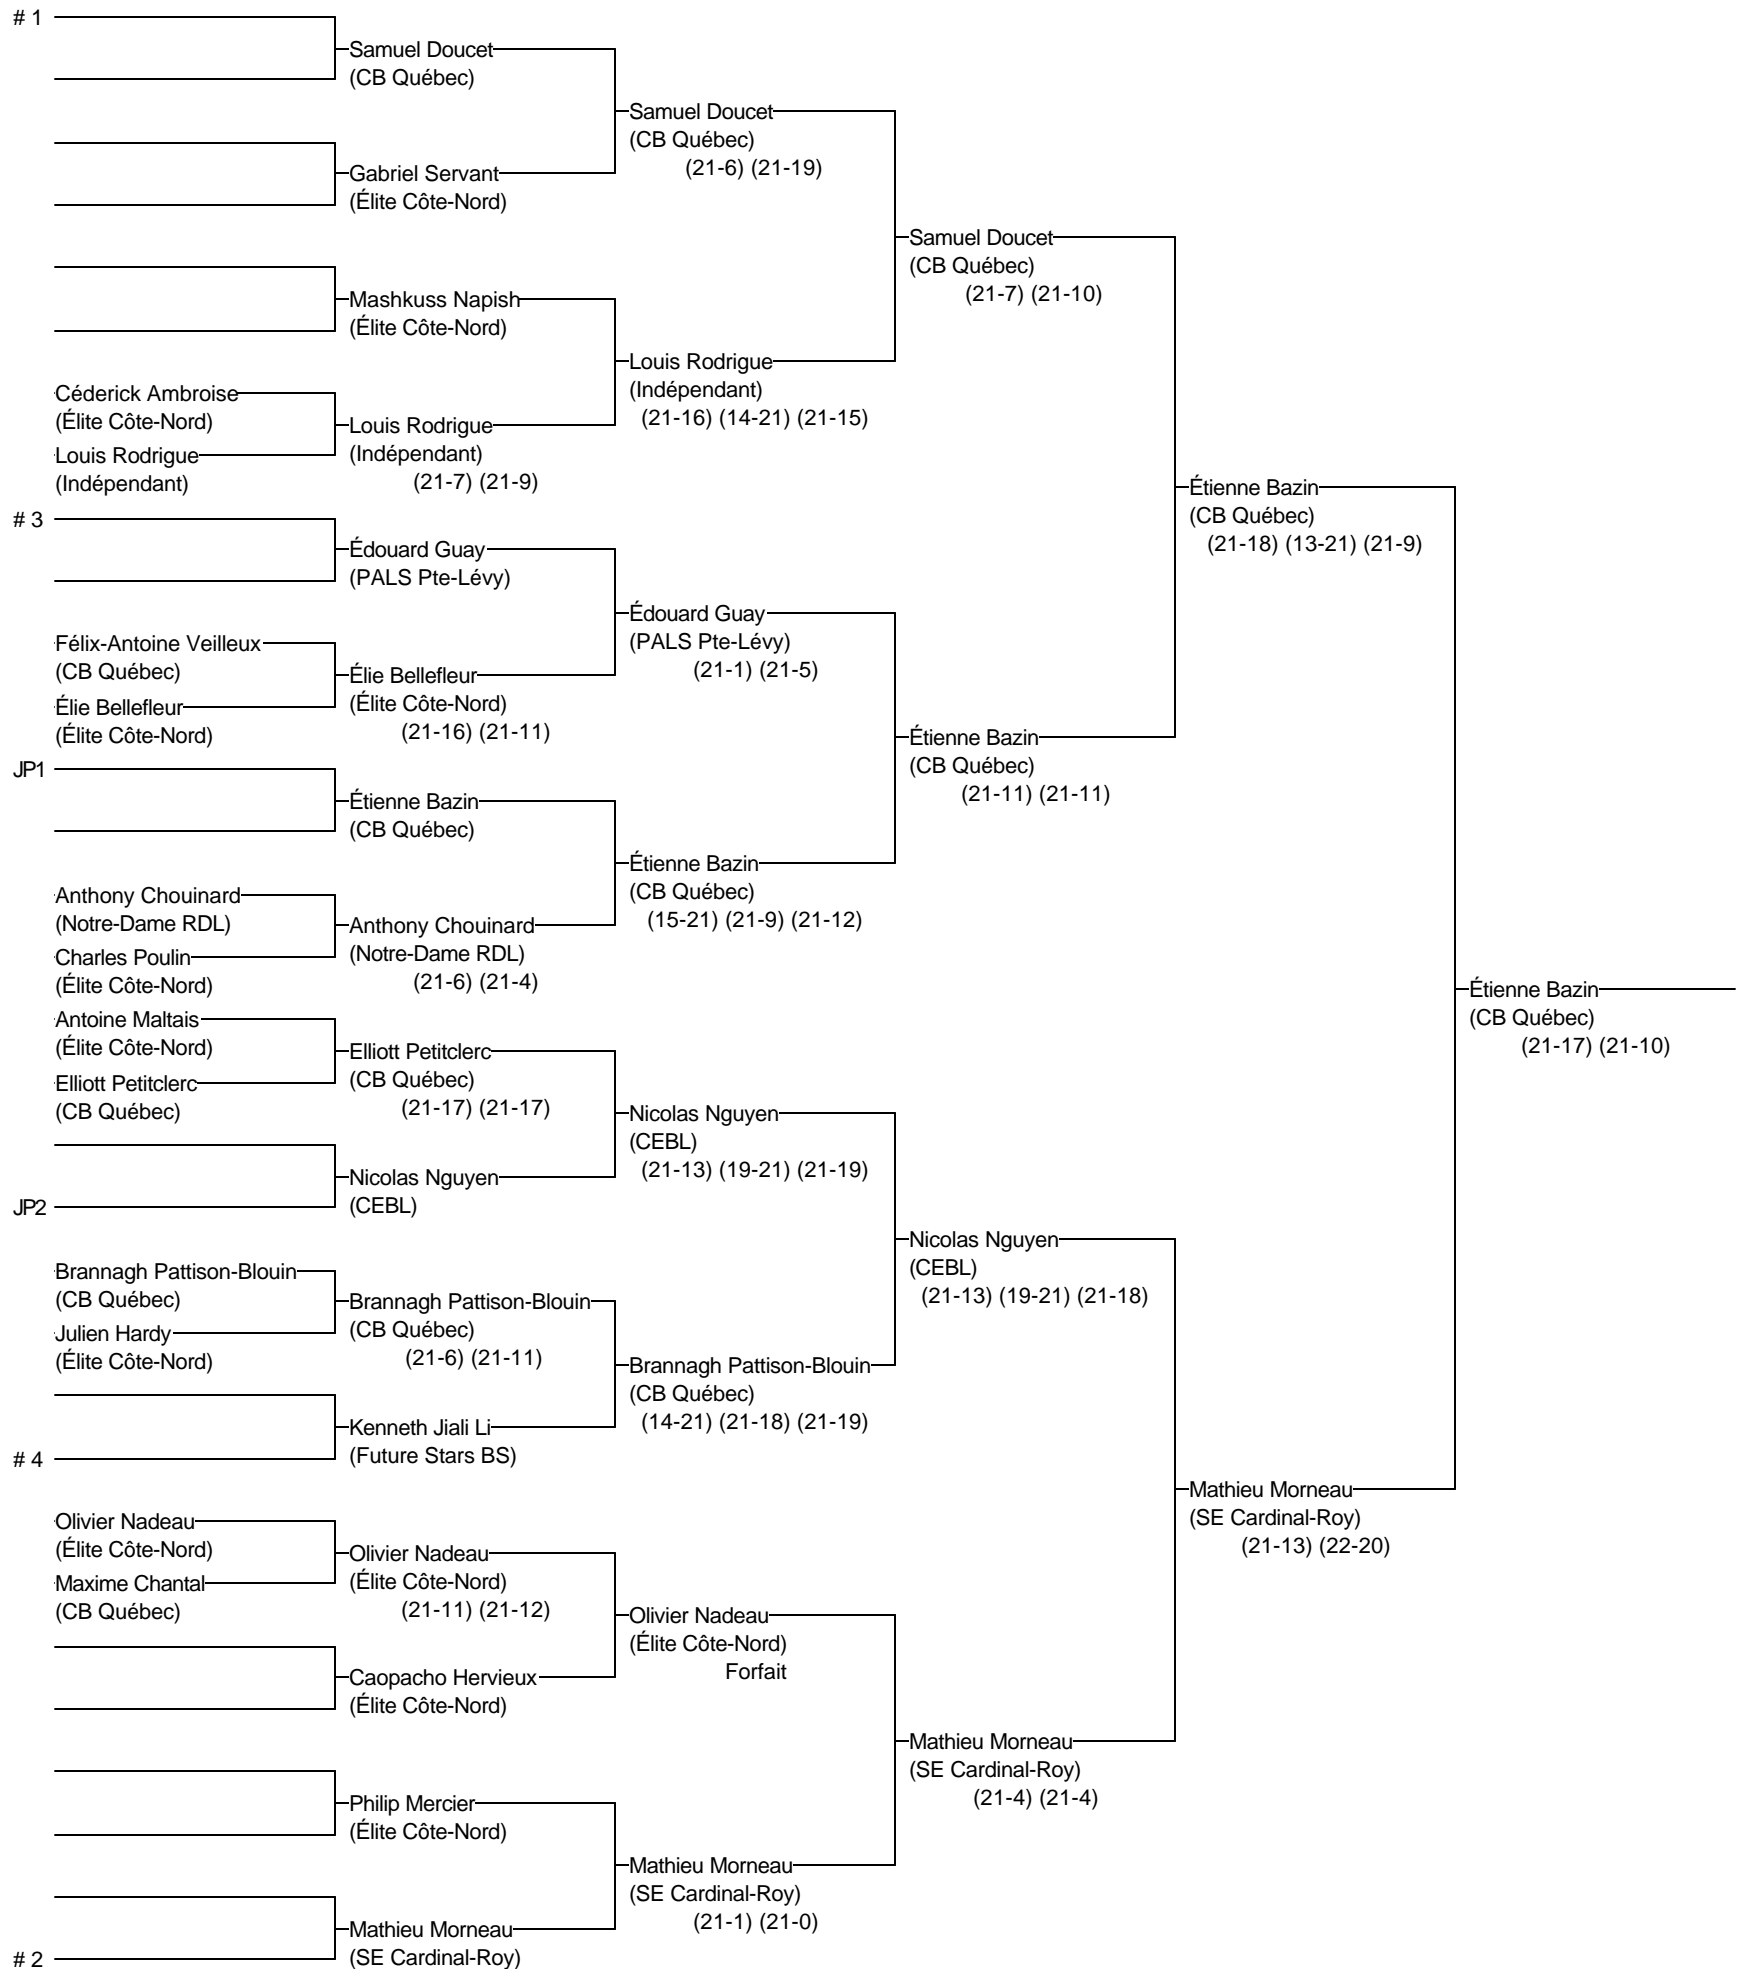 # 1
Samuel Doucet
(CB Québec)
Samuel Doucet
(CB Québec)
(21-6) (21-19)
Gabriel Servant
(Élite Côte-Nord)
Samuel Doucet
(CB Québec)
(21-7) (21-10)
Mashkuss Napish
(Élite Côte-Nord)
Louis Rodrigue
(Indépendant)
(21-16) (14-21) (21-15)
Céderick Ambroise
(Élite Côte-Nord)
Louis Rodrigue
(Indépendant)
Louis Rodrigue
(Indépendant)
(21-7) (21-9)
Étienne Bazin
(CB Québec)
(21-18) (13-21) (21-9)
# 3
Édouard Guay
(PALS Pte-Lévy)
Édouard Guay
(PALS Pte-Lévy)
(21-1) (21-5)
Félix-Antoine Veilleux
(CB Québec)
Élie Bellefleur
(Élite Côte-Nord)
Élie Bellefleur
(Élite Côte-Nord)
(21-16) (21-11)
Étienne Bazin
(CB Québec)
(21-11) (21-11)
JP1
Étienne Bazin
(CB Québec)
Étienne Bazin
(CB Québec)
(15-21) (21-9) (21-12)
Anthony Chouinard
(Notre-Dame RDL)
Charles Poulin
(Élite Côte-Nord)
Anthony Chouinard
(Notre-Dame RDL)
(21-6) (21-4)
Étienne Bazin
(CB Québec)
(21-17) (21-10)
Antoine Maltais
(Élite Côte-Nord)
Elliott Petitclerc
(CB Québec)
Elliott Petitclerc
(CB Québec)
(21-17) (21-17)
Nicolas Nguyen
(CEBL)
(21-13) (19-21) (21-19)
Nicolas Nguyen
(CEBL)
JP2
Nicolas Nguyen
(CEBL)
(21-13) (19-21) (21-18)
Brannagh Pattison-Blouin
(CB Québec)
Julien Hardy
(Élite Côte-Nord)
Brannagh Pattison-Blouin
(CB Québec)
(21-6) (21-11)
Brannagh Pattison-Blouin
(CB Québec)
(14-21) (21-18) (21-19)
Kenneth Jiali Li
(Future Stars BS)
# 4
Mathieu Morneau
(SE Cardinal-Roy)
(21-13) (22-20)
Olivier Nadeau
(Élite Côte-Nord)
Maxime Chantal
(CB Québec)
Olivier Nadeau
(Élite Côte-Nord)
(21-11) (21-12)
Olivier Nadeau
(Élite Côte-Nord)
Forfait
Caopacho Hervieux
(Élite Côte-Nord)
Mathieu Morneau
(SE Cardinal-Roy)
(21-4) (21-4)
Philip Mercier
(Élite Côte-Nord)
Mathieu Morneau
(SE Cardinal-Roy)
(21-1) (21-0)
Mathieu Morneau
(SE Cardinal-Roy)
# 2